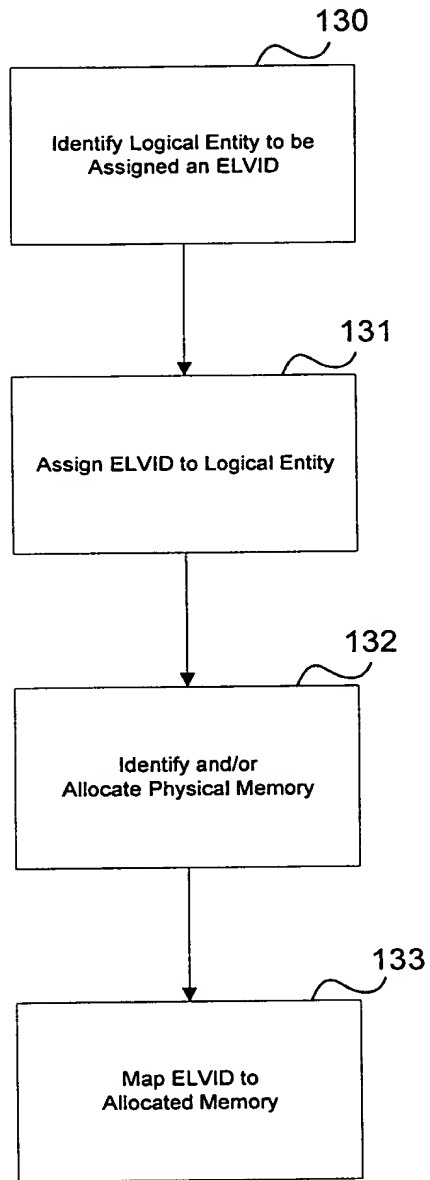 130
Identify Logical Entity to be
Assigned an ELVID
131
Assign ELVID to Logical Entity
132
Identify and/or
Allocate Physical Memory
133
Map ELVID to
Allocated Memory